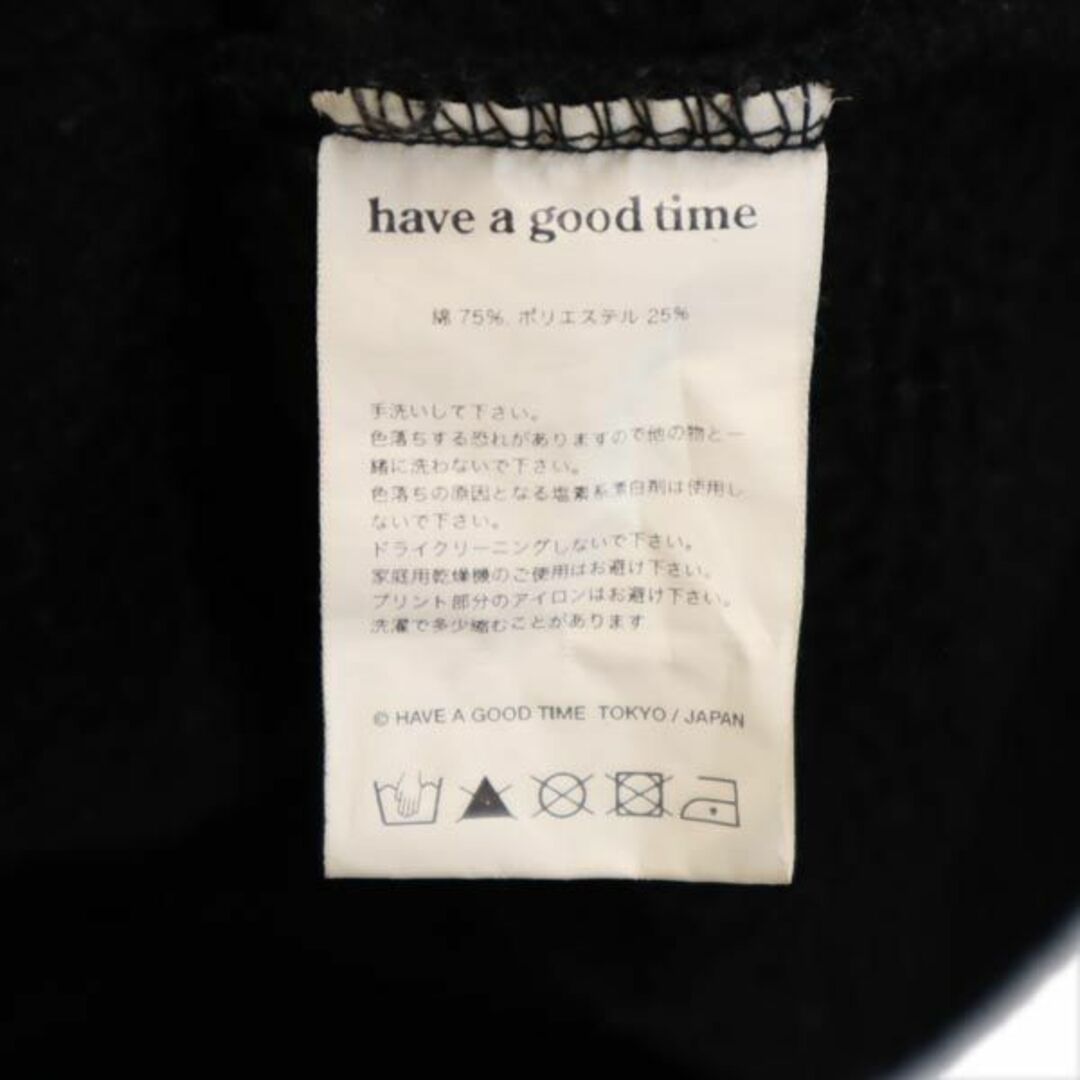 have a good time
綿 75%, ポリエステル 25%
手洗いして下さい。
色落ちする恐れがありますので他の物と一
緒に洗わないで下さい。
色落ちの原因となる塩素系漂白剤は使用し
ないで下さい。
ドライクリーニングしないで下さい。
家庭用乾燥機のご使用はお避け下さい。
プリント部分のアイロンはお避け下さい。
洗濯で多少縮むことがあります
© HAVE A GOOD TIME TOKYO / JAPAN